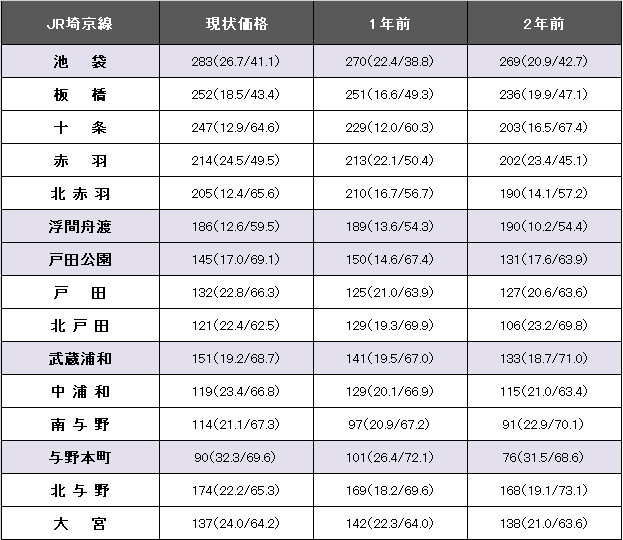 JR埼京線 現状価格 1年前 2年前
池袋 283(26.7/41.1) 270(22.4/38.8) 269(20.9/42.7)
板橋 252(18.5/43.4) 251(16.6/49.3) 236(19.9/47.1)
十条 247(12.9/64.6) 229(12.0/60.3) 203(16.5/67.4)
赤羽 214(24.5/49.5) 213(22.1/50.4) 202(23.4/45.1)
北赤羽 205(12.4/65.6) 210(16.7/56.7) 190(14.1/57.2)
浮間舟渡 186(12.6/59.5) 189(13.6/54.3) 190(10.2/54.4)
戸田公園 145(17.0/69.1) 150(14.6/67.4) 131(17.6/63.9)
戸田 132(22.8/66.3) 125(21.0/63.9) 127(20.6/63.6)
北戸田 121(22.4/62.5) 129(19.3/69.9) 106(23.2/69.8)
武蔵浦和 151(19.2/68.7) 141(19.5/67.0) 133(18.7/71.0)
中浦和 119(23.4/66.8) 129(20.1/66.9) 115(21.0/63.4)
南与野 114(21.1/67.3) 97(20.9/67.2) 91(22.9/70.1)
与野本町 90(32.3/69.6) 101(26.4/72.1) 76(31.5/68.6)
北与野 174(22.2/65.3) 169(18.2/69.6) 168(19.1/73.1)
大宮 137(24.0/64.2) 142(22.3/64.0) 138(21.0/63.6)